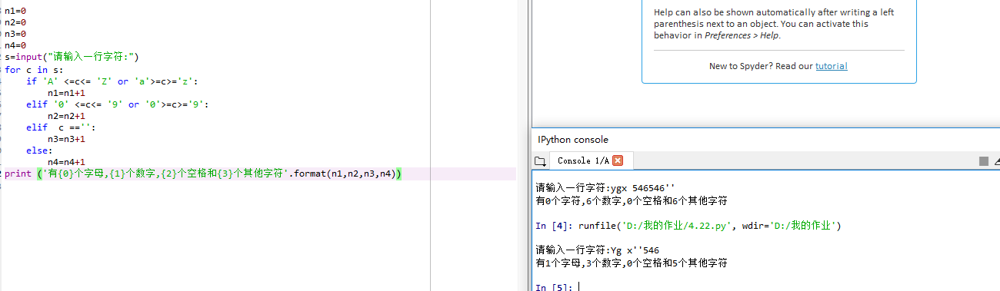 n1=0
n2=0
n3=0
n4=0
s=input("请输入一行字符:")
for c in s:
    if 'A' <=c<= 'Z' or 'a'>=c>='z':
        n1=n1+1
    elif '0' <=c<= '9' or '0'>=c>='9':
        n2=n2+1
    elif  c =='':
        n3=n3+1
    else:
        n4=n4+1
print ('有{0}个字母,{1}个数字,{2}个空格和{3}个其他字符'.format(n1,n2,n3,n4))
Help can also be shown automatically after writing a left
parenthesis next to an object. You can activate this
behavior in Preferences > Help.
New to Spyder? Read our tutorial
IPython console
Console 1/A
请输入一行字符:ygx 546546''
有0个字符,6个数字,0个空格和6个其他字符
In [4]: runfile('D:/我的作业/4.22.py', wdir='D:/我的作业')
请输入一行字符:Yg x''546
有1个字母,3个数字,0个空格和5个其他字符
In [5]: